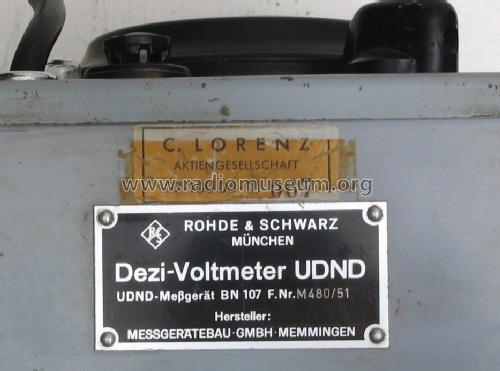 C. LORENZ
AKTIENGESELLSCHAFT
www.radiomuseum.org
R&S
ROHDE & SCHWARZ
MÜNCHEN
Dezi-Voltmeter UDND
UDND-Meßgerät BN 107 F.Nr. M480/51
Hersteller:
MESSGERÄTEBAU·GMBH·MEMMINGEN